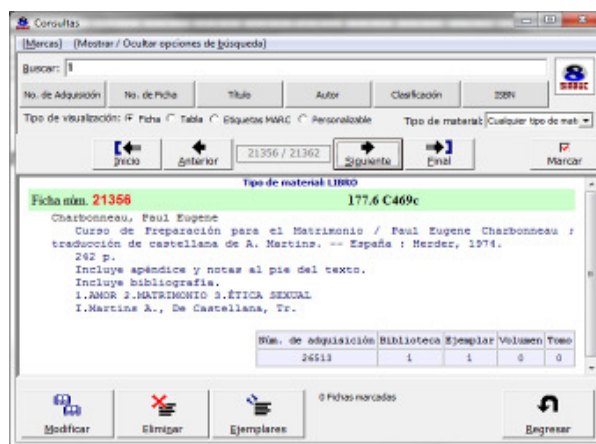 Consultas
[Marcas] [Mostrar / Ocultar opciones de búsqueda]
Buscar: 1
8
SIABUC
No. de Adquisición No. de Ficha Título Autor Clasificación ISBN
Tipo de visualización: Ficha Tabla Etiquetas MARC Personalizable Tipo de material: Cualquier tipo de mat
Inicio Anterior 21356 / 21362 Siguiente Final Marcar
Tipo de material: LIBRO
Ficha núm. 21356 177.6 C469c
Charbonneau, Paul Eugene
Curso de Preparación para el Matrimonio / Paul Eugene Charbonneau ;
traducción de castellana de A. Martins. -- España : Herder, 1974.
242 p.
Incluye apéndice y notas al pie del texto.
Incluye bibliografía.
1.AMOR 2.MATRIMONIO 3.ÉTICA SEXUAL
I.Martins A., De Castellana, Tr.
Núm. de adquisición Biblioteca Ejemplar Volumen Tomo
26513 1 1 0 0
0 Fichas marcadas
Modificar Eliminar Ejemplares Regresar